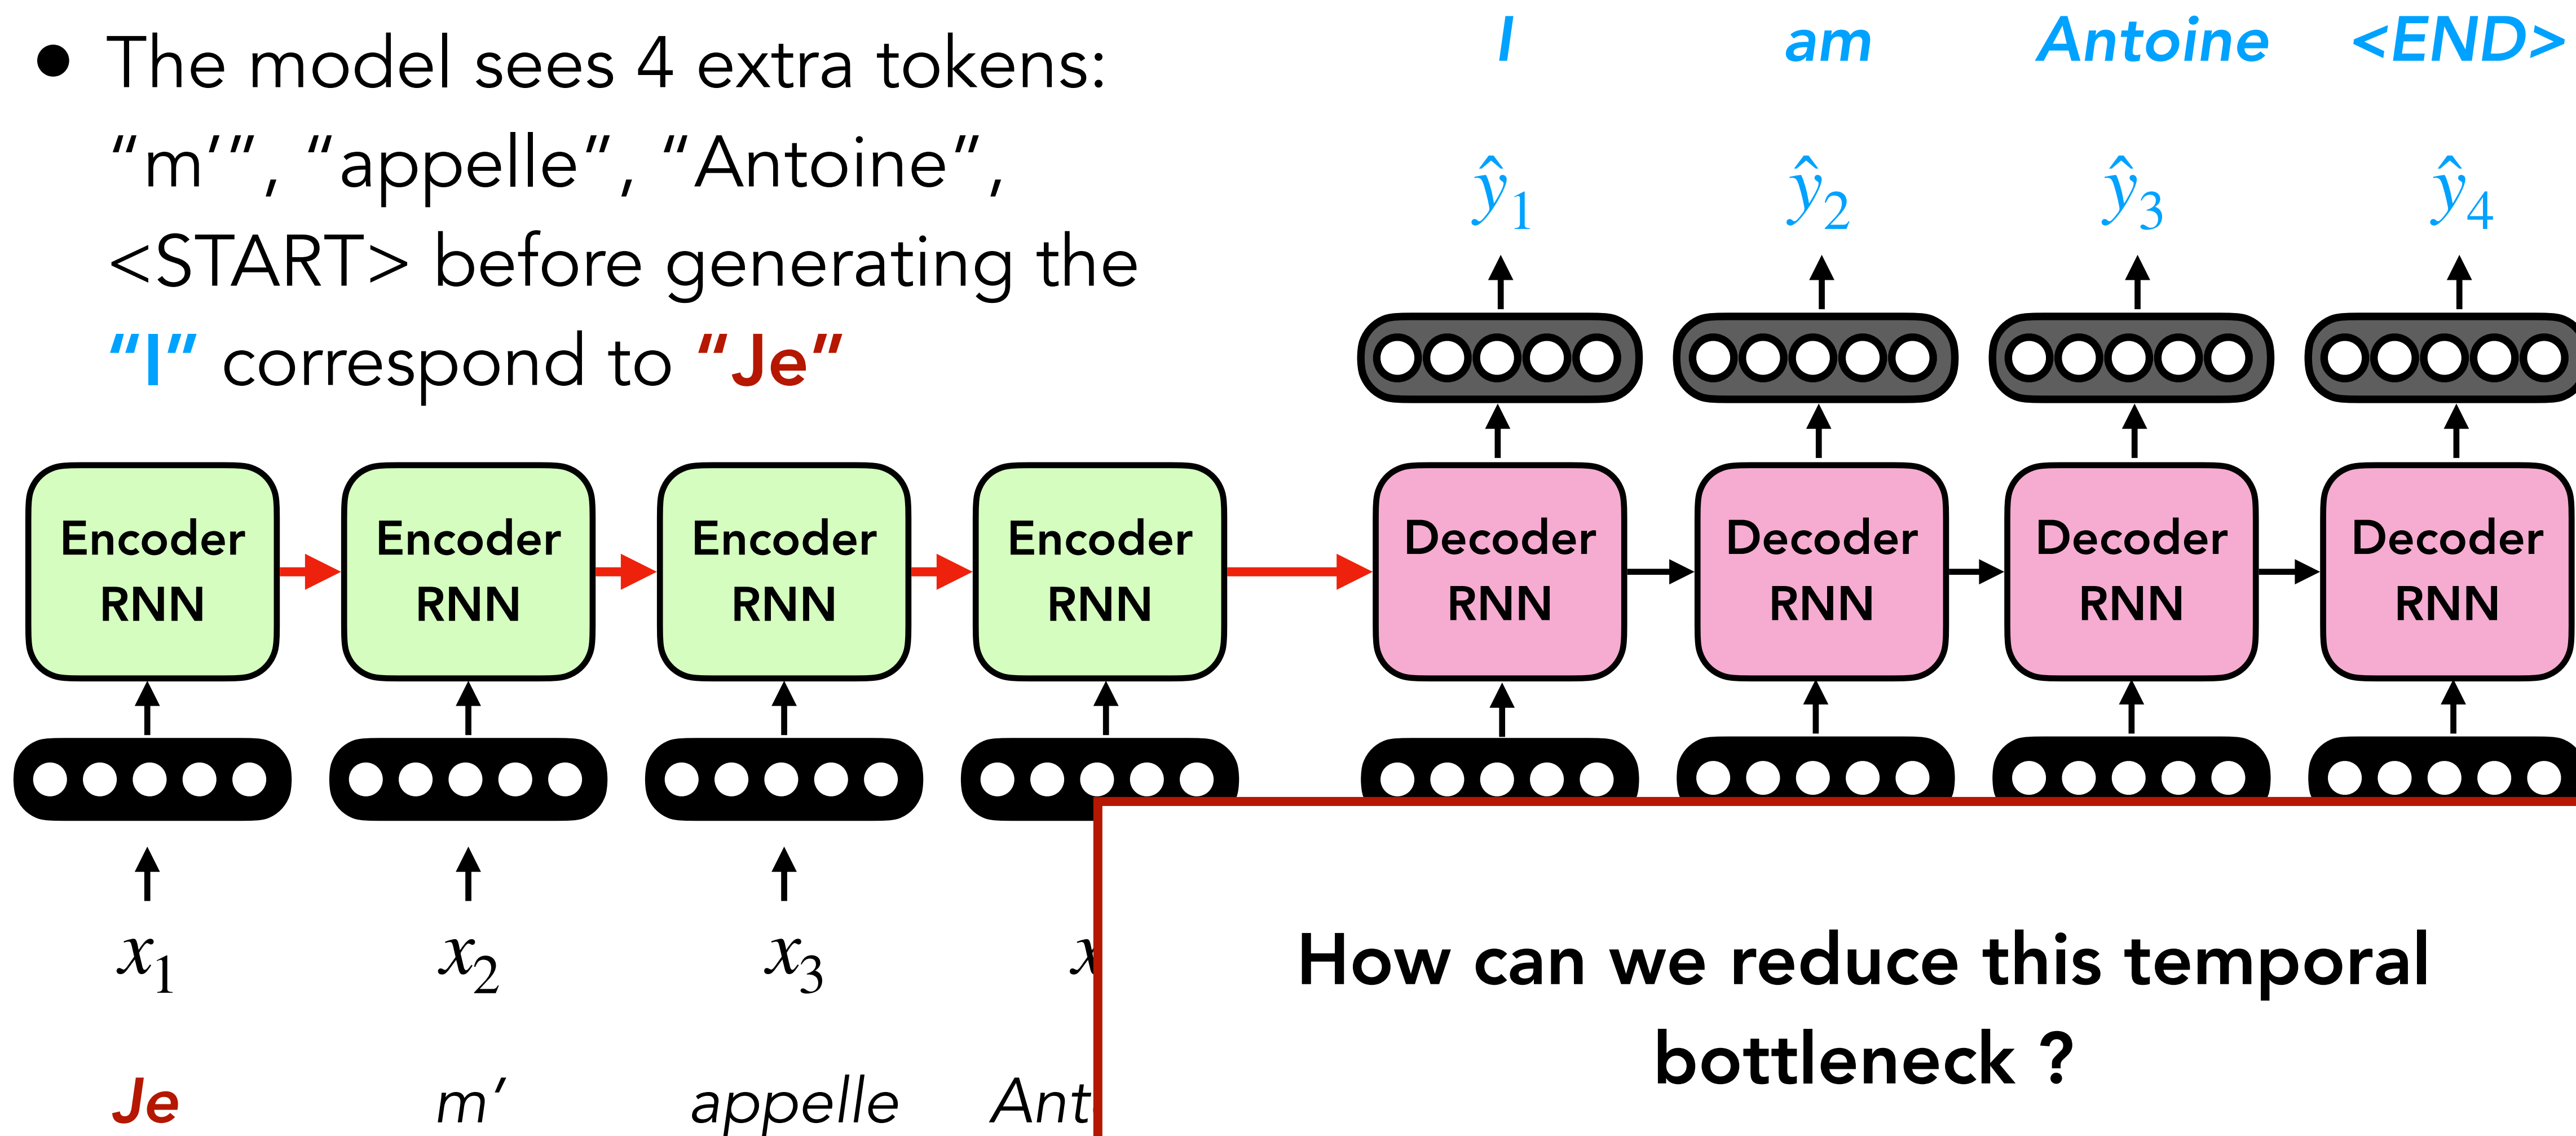 • The model sees 4 extra tokens:
“m’”, “appelle”, “Antoine”,
<START> before generating the
“I” correspond to “Je”
I am Antoine <END>
ŷ₁ ŷ₂ ŷ₃ ŷ₄
Encoder RNN
Encoder RNN
Encoder RNN
Encoder RNN
Decoder RNN
Decoder RNN
Decoder RNN
Decoder RNN
x₁ x₂ x₃
Je m’ appelle
How can we reduce this temporal
bottleneck ?